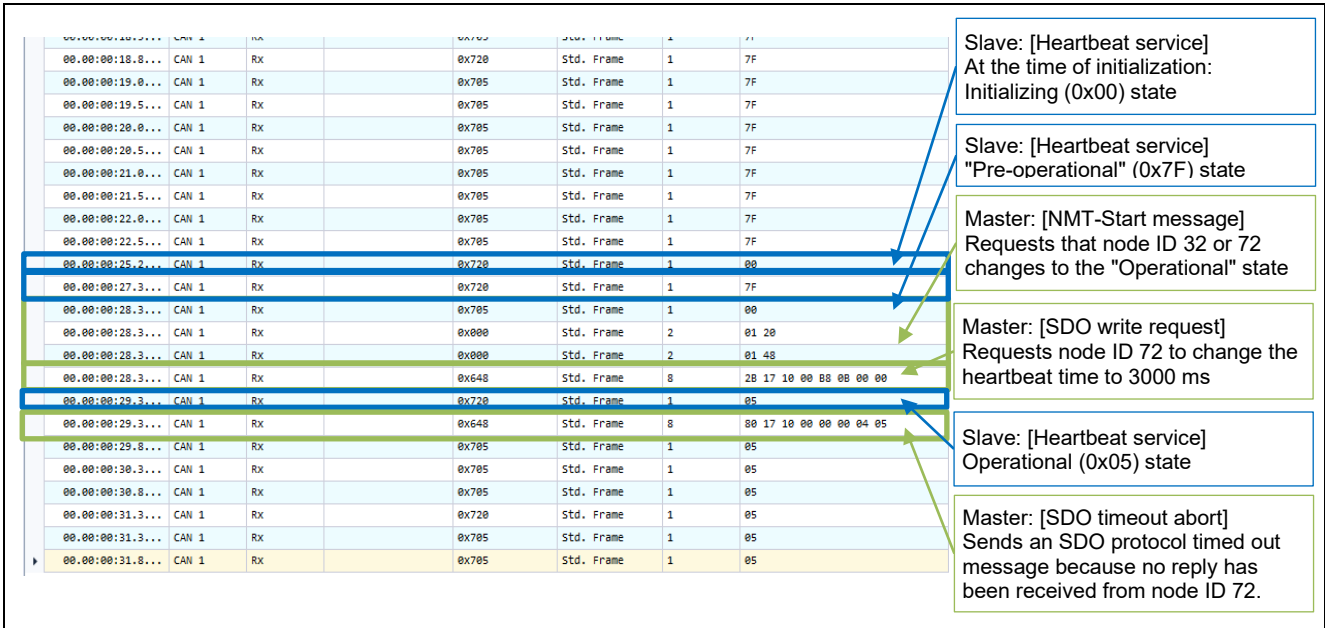 00.00:00:18.8... CAN 1 Rx 0x720 Std. Frame 1 7F
00.00:00:19.0... CAN 1 Rx 0x705 Std. Frame 1 7F
00.00:00:19.5... CAN 1 Rx 0x705 Std. Frame 1 7F
00.00:00:20.0... CAN 1 Rx 0x705 Std. Frame 1 7F
00.00:00:20.5... CAN 1 Rx 0x705 Std. Frame 1 7F
00.00:00:21.0... CAN 1 Rx 0x705 Std. Frame 1 7F
00.00:00:21.5... CAN 1 Rx 0x705 Std. Frame 1 7F
00.00:00:22.0... CAN 1 Rx 0x705 Std. Frame 1 7F
00.00:00:22.5... CAN 1 Rx 0x705 Std. Frame 1 7F
00.00:00:25.2... CAN 1 Rx 0x720 Std. Frame 1 00
00.00:00:27.3... CAN 1 Rx 0x720 Std. Frame 1 7F
00.00:00:28.3... CAN 1 Rx 0x705 Std. Frame 1 00
00.00:00:28.3... CAN 1 Rx 0x000 Std. Frame 2 01 20
00.00:00:28.3... CAN 1 Rx 0x000 Std. Frame 2 01 48
00.00:00:28.3... CAN 1 Rx 0x648 Std. Frame 8 2B 17 10 00 B8 0B 00 00
00.00:00:29.3... CAN 1 Rx 0x720 Std. Frame 1 05
00.00:00:29.3... CAN 1 Rx 0x648 Std. Frame 8 80 17 10 00 00 00 04 05
00.00:00:29.8... CAN 1 Rx 0x705 Std. Frame 1 05
00.00:00:30.3... CAN 1 Rx 0x705 Std. Frame 1 05
00.00:00:30.8... CAN 1 Rx 0x705 Std. Frame 1 05
00.00:00:31.3... CAN 1 Rx 0x720 Std. Frame 1 05
00.00:00:31.3... CAN 1 Rx 0x705 Std. Frame 1 05
00.00:00:31.8... CAN 1 Rx 0x705 Std. Frame 1 05
Slave: [Heartbeat service]
At the time of initialization:
Initializing (0x00) state
Slave: [Heartbeat service]
"Pre-operational" (0x7F) state
Master: [NMT-Start message]
Requests that node ID 32 or 72
changes to the "Operational" state
Master: [SDO write request]
Requests node ID 72 to change the
heartbeat time to 3000 ms
Slave: [Heartbeat service]
Operational (0x05) state
Master: [SDO timeout abort]
Sends an SDO protocol timed out
message because no reply has
been received from node ID 72.